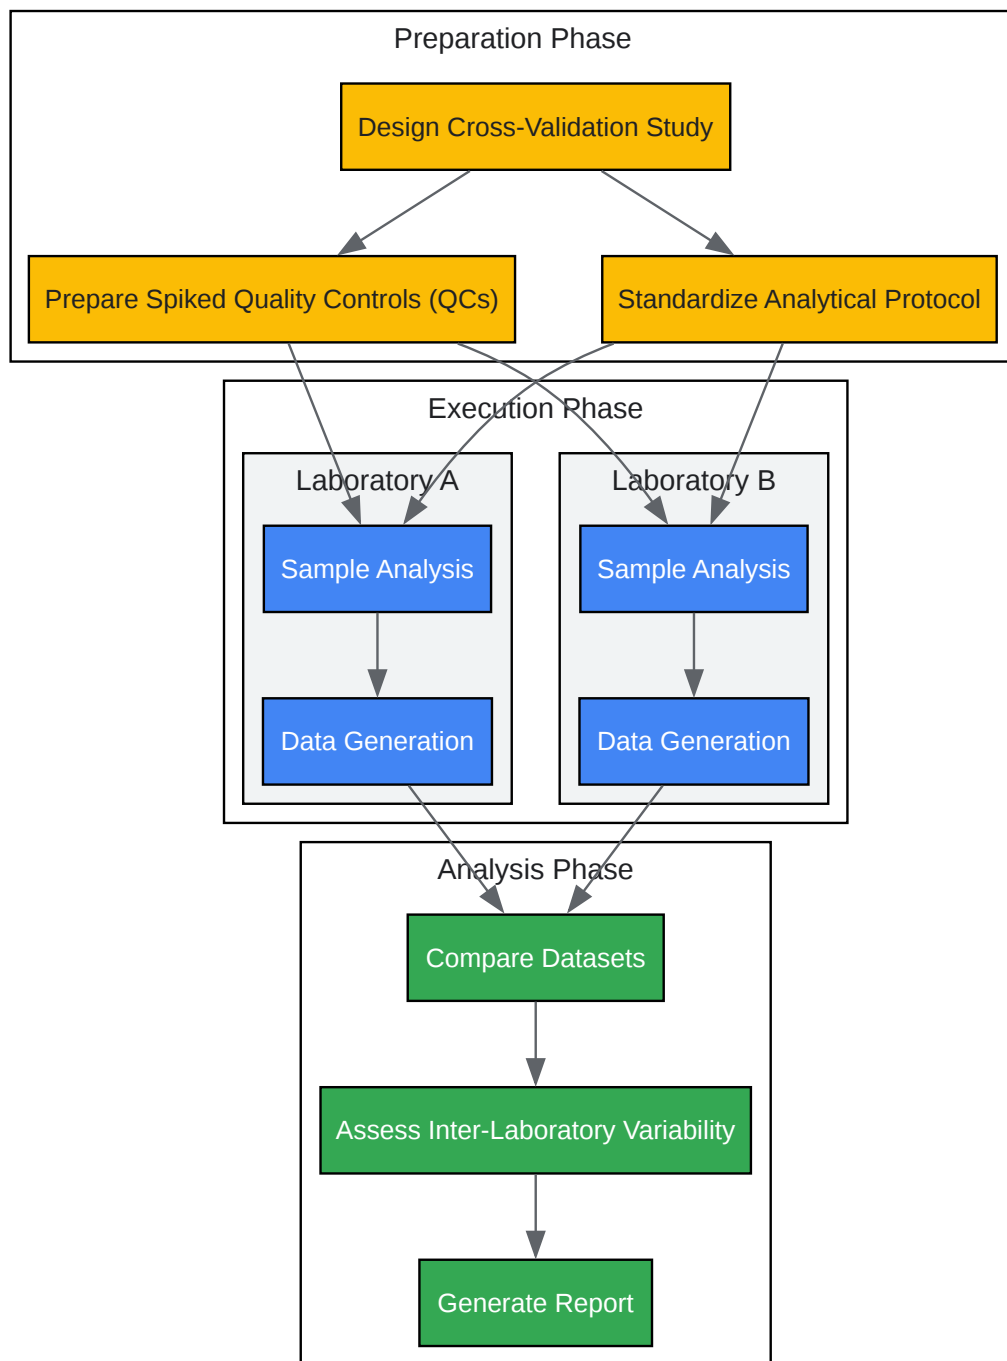 Preparation Phase
Design Cross-Validation Study
Prepare Spiked Quality Controls (QCs)
Standardize Analytical Protocol
Execution Phase
Laboratory A
Laboratory B
Sample Analysis
Sample Analysis
Data Generation
Data Generation
Analysis Phase
Compare Datasets
Assess Inter-Laboratory Variability
Generate Report